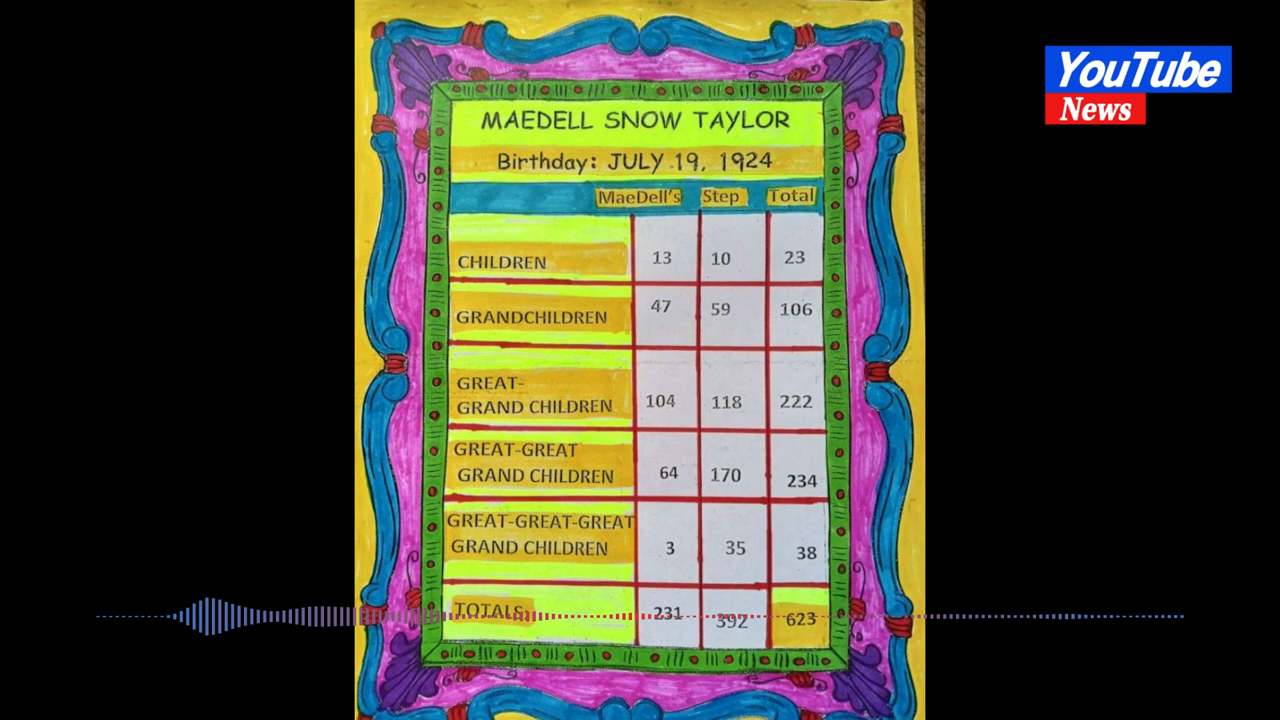 YouTube
News
MAEDELL SNOW TAYLOR
Birthday: JULY 19, 1924
MaeDell's Step Total
CHILDREN 13 10 23
GRANDCHILDREN 47 59 106
GREAT-
GRAND CHILDREN 104 118 222
GREAT-GREAT
GRAND CHILDREN 64 170 234
GREAT-GREAT-GREAT
GRAND CHILDREN 3 35 38
TOTALS 231 392 623